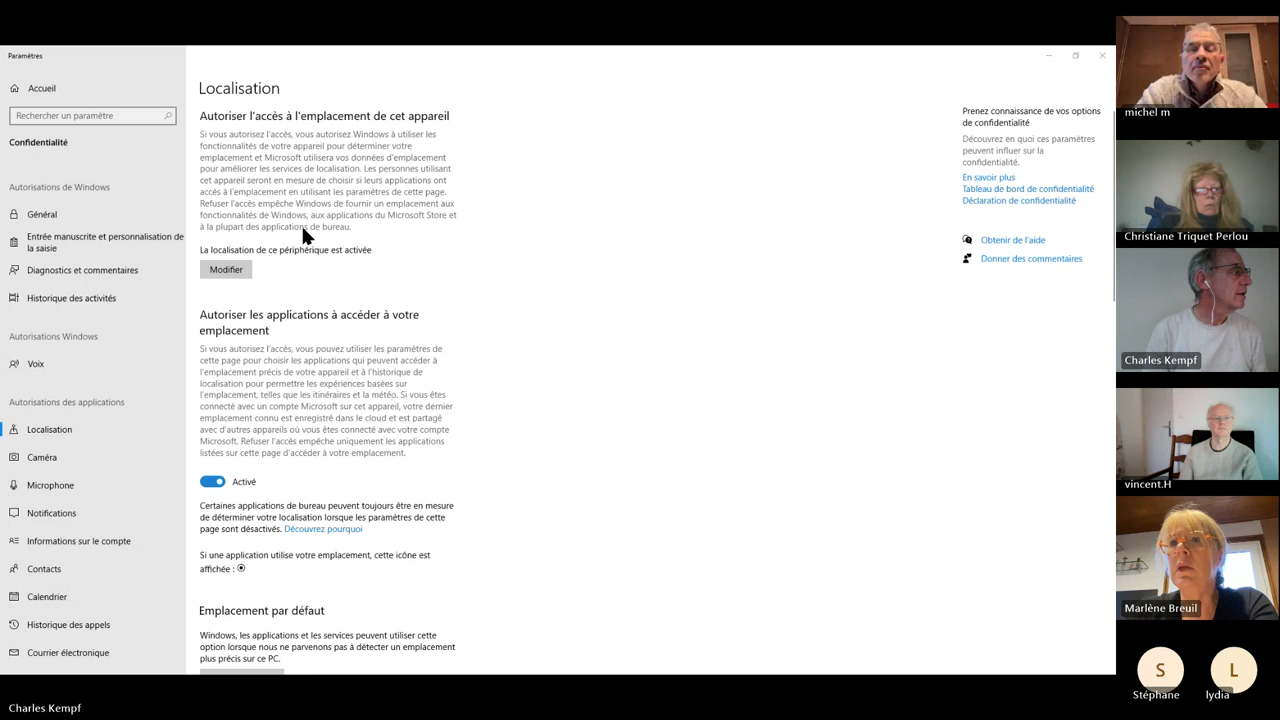 Paramètres
Accueil
Rechercher un paramètre
Confidentialité
Autorisations de Windows
Général
Entrée manuscrite et personnalisation de
la saisie
Diagnostics et commentaires
Historique des activités
Autorisations Windows
Voix
Autorisations des applications
Localisation
Caméra
Microphone
Notifications
Informations sur le compte
Contacts
Calendrier
Historique des appels
Courrier électronique
Localisation
Autoriser l'accès à l'emplacement de cet appareil
Si vous autorisez l'accès, vous autorisez Windows à utiliser les
fonctionnalités de votre appareil pour déterminer votre
emplacement et Microsoft utilisera vos données d'emplacement
pour améliorer les services de localisation. Les personnes utilisant
cet appareil seront en mesure de choisir si leurs applications ont
accès à l'emplacement en utilisant les paramètres de cette page.
Refuser l'accès empêche Windows de fournir un emplacement aux
fonctionnalités de Windows, aux applications du Microsoft Store et
à la plupart des applications de bureau.
La localisation de ce périphérique est activée
Modifier
Autoriser les applications à accéder à votre
emplacement
Si vous autorisez l'accès, vous pouvez utiliser les paramètres de
cette page pour choisir les applications qui peuvent accéder à
l'emplacement précis de votre appareil et à l'historique de
localisation pour permettre les expériences basées sur
l'emplacement, telles que les itinéraires et la météo. Si vous êtes
connecté avec un compte Microsoft sur cet appareil, votre dernier
emplacement connu est enregistré dans le cloud et est partagé
avec d'autres appareils où vous êtes connecté avec votre compte
Microsoft. Refuser l'accès empêche uniquement les applications
listées sur cette page d'accéder à votre emplacement.
Activé
Certaines applications de bureau peuvent toujours être en mesure
de déterminer votre localisation lorsque les paramètres de cette
page sont désactivés. Découvrez pourquoi
Si une application utilise votre emplacement, cette icône est
affichée :
Emplacement par défaut
Windows, les applications et les services peuvent utiliser cette
option lorsque nous ne parvenons pas à détecter un emplacement
plus précis sur ce PC.
Prenez connaissance de vos options
de confidentialité
Découvrez en quoi ces paramètres
peuvent influer sur la
confidentialité.
En savoir plus
Tableau de bord de confidentialité
Déclaration de confidentialité
Obtenir de l'aide
Donner des commentaires
michel m
Christiane Triquet Perlou
Charles Kempf
vincent.H
Marlène Breuil
S
L
Stéphane
lydia
Charles Kempf